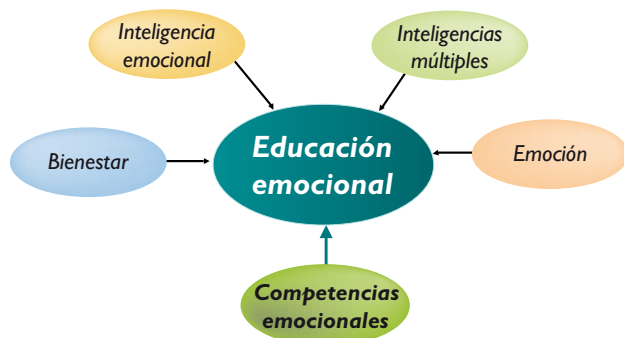 Inteligencia
emocional
Inteligencias
múltiples
Bienestar
Educación
emocional
Emoción
Competencias
emocionales